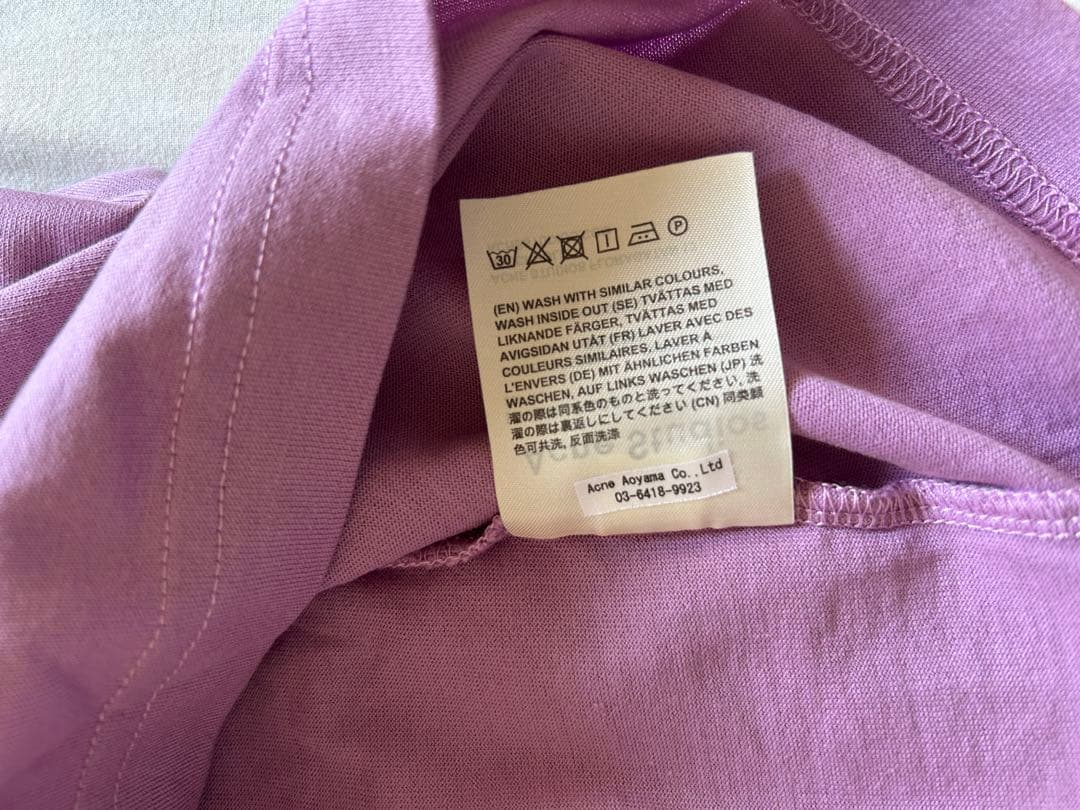 30 P
(EN) WASH WITH SIMILAR COLOURS,
WASH INSIDE OUT (SE) TVÄTTAS MED
LIKNANDE FÄRGER, TVÄTTAS MED
AVIGSIDAN UTÅT (FR) LAVER AVEC DES
COULEURS SIMILAIRES, LAVER A
L'ENVERS (DE) MIT ÄHNLICHEN FARBEN
WASCHEN, AUF LINKS WASCHEN (JP) 洗
濯の際は同系色のものと洗ってください, 洗
濯の際は裏返しにしてください (CN) 同类颜
色可共洗, 反面洗涤
Acne Studios
Acne Aoyama Co.,Ltd
03-6418-9923